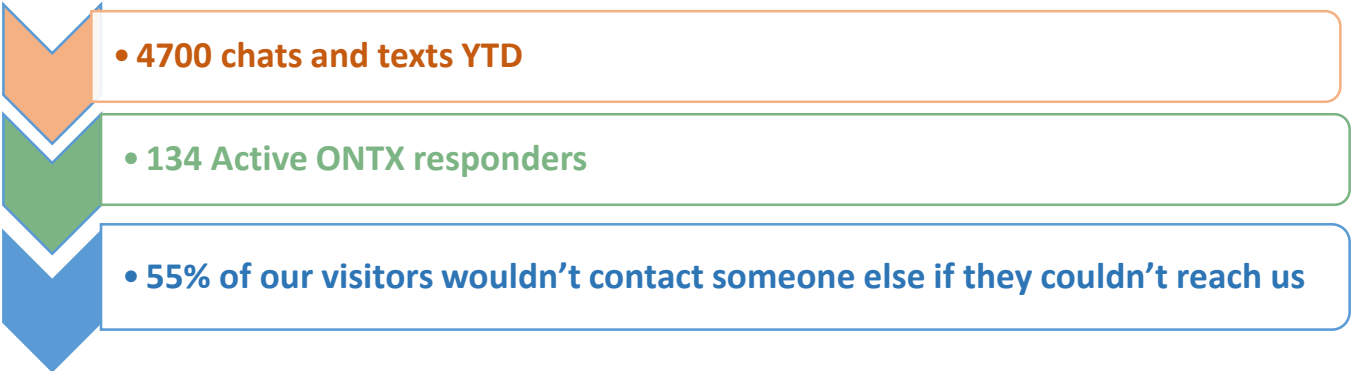 • 4700 chats and texts YTD
• 134 Active ONTX responders
• 55% of our visitors wouldn’t contact someone else if they couldn’t reach us